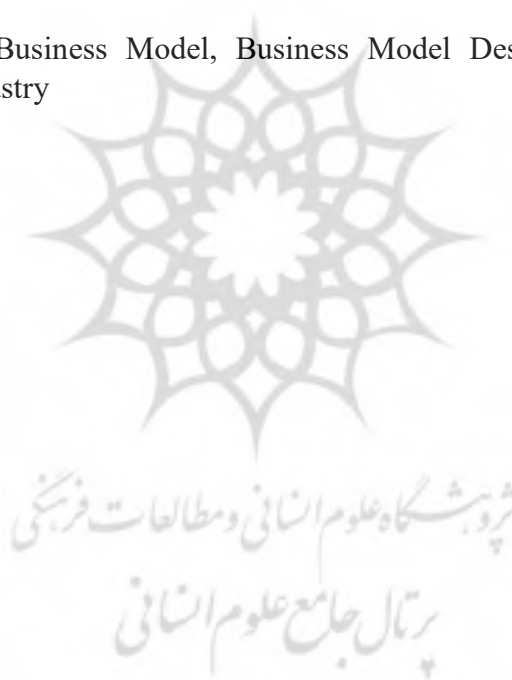 Business Model, Business Model Des
stry
پژوهشگاه علوم انسانی و مطالعات فرهنگی
پرتال جامع علوم انسانی